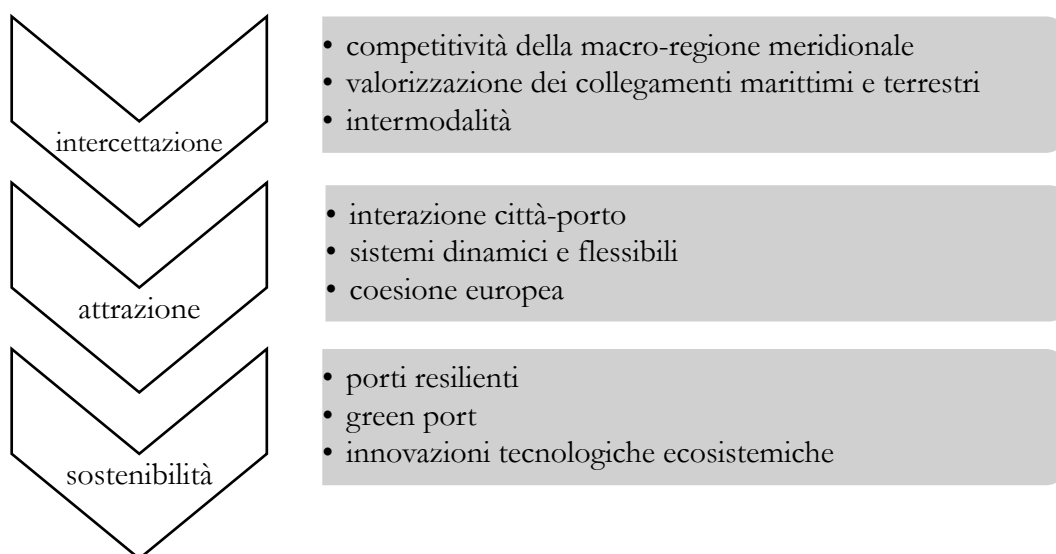 intercettazione
• competitività della macro-regione meridionale
• valorizzazione dei collegamenti marittimi e terrestri
• intermodalità
attrazione
• interazione città-porto
• sistemi dinamici e flessibili
• coesione europea
sostenibilità
• porti resilienti
• green port
• innovazioni tecnologiche ecosistemiche